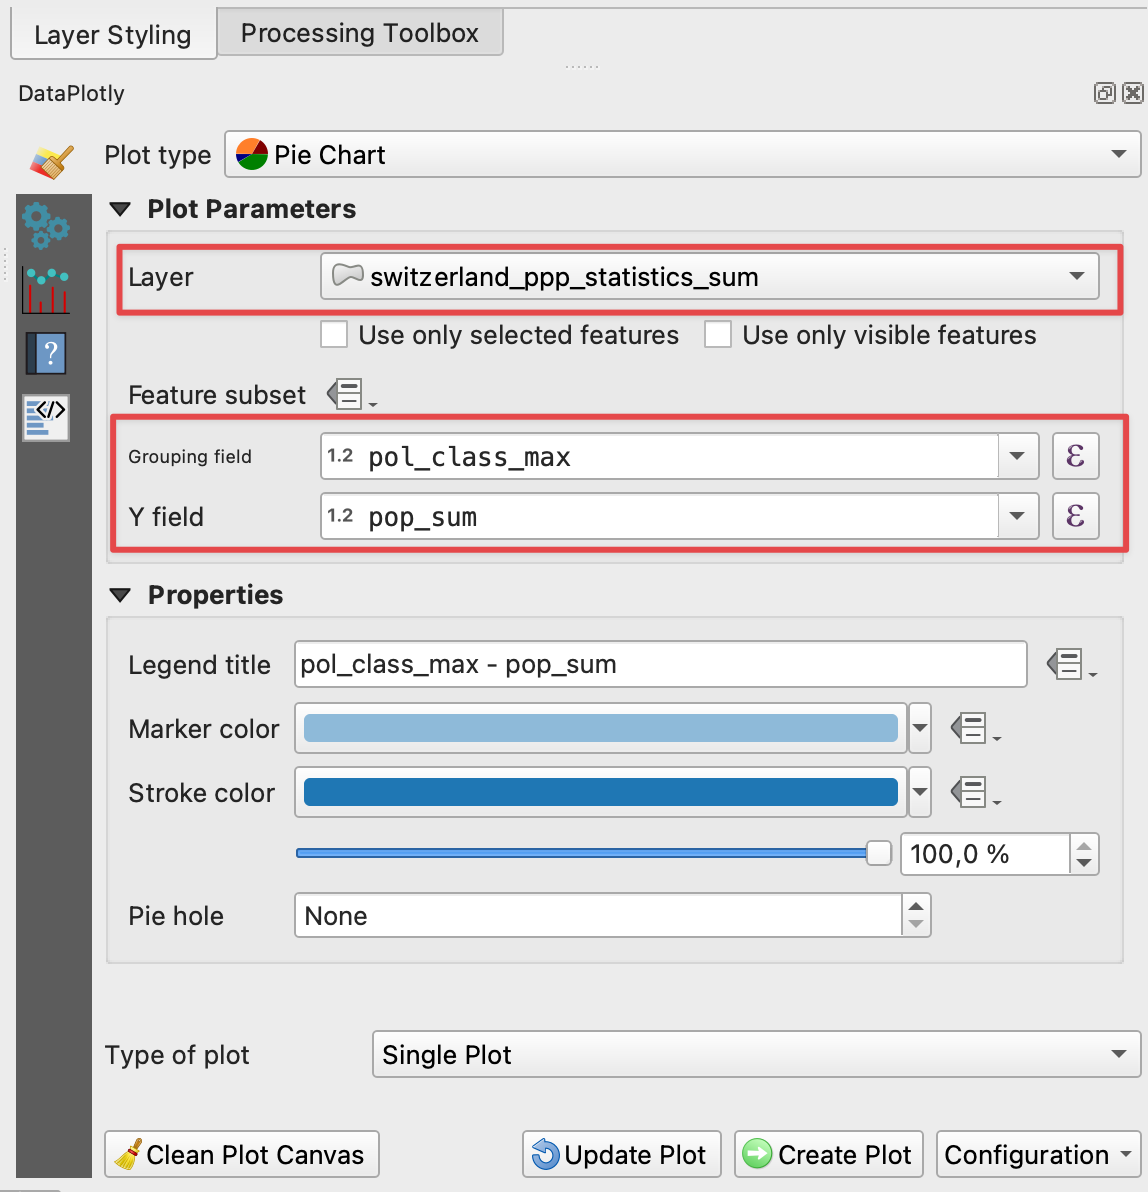 Layer Styling Processing Toolbox
DataPlotly
Plot type Pie Chart
Plot Parameters
Layer switzerland_ppp_statistics_sum
Use only selected features Use only visible features
Feature subset
Grouping field 1.2 pol_class_max ε
Y field 1.2 pop_sum ε
Properties
Legend title pol_class_max - pop_sum
Marker color
Stroke color
100,0 %
Pie hole None
Type of plot Single Plot
Clean Plot Canvas Update Plot Create Plot Configuration